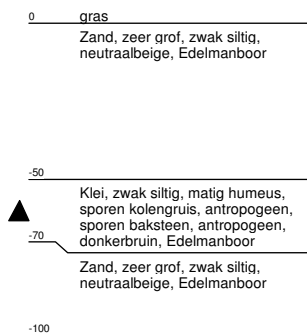 0 gras
Zand, zeer grof, zwak siltig,
neutraalbeige, Edelmanboor
-50
Klei, zwak siltig, matig humeus,
sporen kolengruis, antropogeen,
sporen baksteen, antropogeen,
-70 donkerbruin, Edelmanboor
Zand, zeer grof, zwak siltig,
neutraalbeige, Edelmanboor
-100